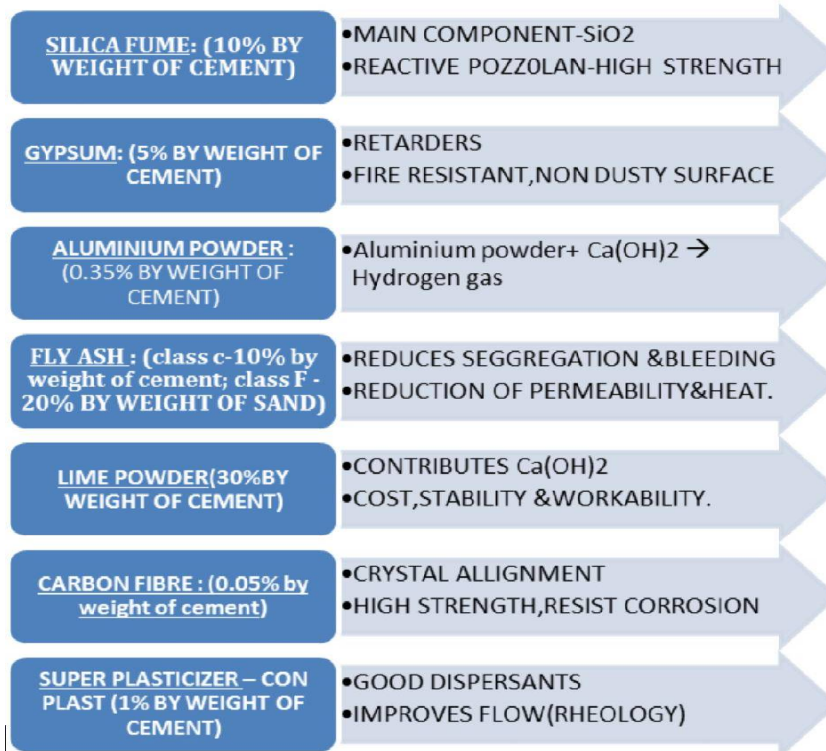 SILICA FUME: (10% BY
WEIGHT OF CEMENT)
•MAIN COMPONENT-SiO2
•REACTIVE POZZ0LAN-HIGH STRENGTH
GYPSUM: (5% BY WEIGHT OF
CEMENT)
•RETARDERS
•FIRE RESISTANT,NON DUSTY SURFACE
ALUMINIUM POWDER :
(0.35% BY WEIGHT OF
CEMENT)
•Aluminium powder+ Ca(OH)2 →
Hydrogen gas
FLY ASH : (class c-10% by
weight of cement; class F -
20% BY WEIGHT OF SAND)
•REDUCES SEGGREGATION &BLEEDING
•REDUCTION OF PERMEABILITY&HEAT.
LIME POWDER(30%BY
WEIGHT OF CEMENT)
•CONTRIBUTES Ca(OH)2
•COST,STABILITY &WORKABILITY.
CARBON FIBRE : (0.05% by
weight of cement)
•CRYSTAL ALLIGNMENT
•HIGH STRENGTH,RESIST CORROSION
SUPER PLASTICIZER – CON
PLAST (1% BY WEIGHT OF
CEMENT)
•GOOD DISPERSANTS
•IMPROVES FLOW(RHEOLOGY)